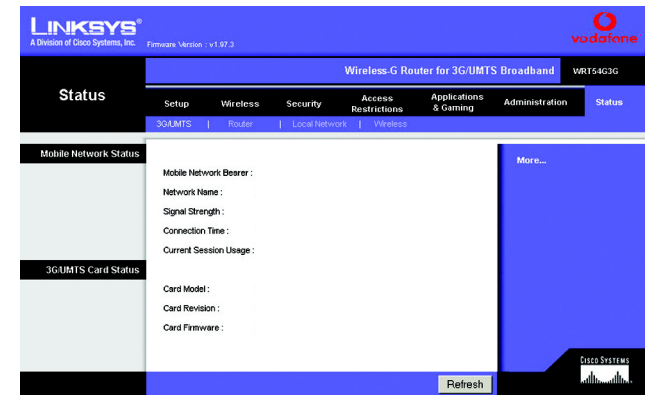 LINKSYS®
A Division of Cisco Systems, Inc.
Firmware Version : v1.97.3
vodafone
Wireless-G Router for 3G/UMTS Broadband WRT54G3G
Status
Setup Wireless Security Access Restrictions Applications & Gaming Administration Status
3G/UMTS | Router | Local Network | Wireless
Mobile Network Status
More...
Mobile Network Bearer :
Network Name :
Signal Strength :
Connection Time :
Current Session Usage :
3G/UMTS Card Status
Card Model :
Card Revision :
Card Firmware :
CISCO SYSTEMS
Refresh